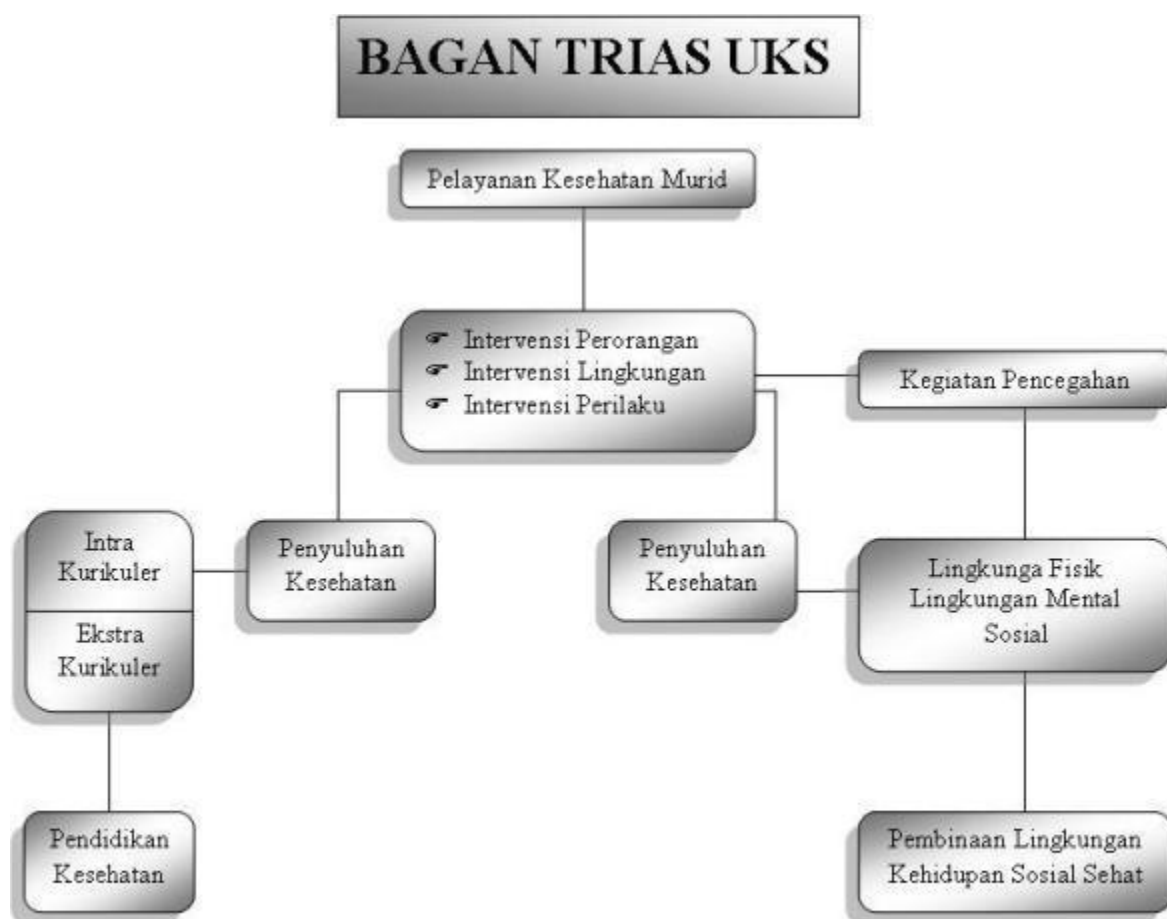 BAGAN TRIAS UKS
Pelayanan Kesehatan Murid
☞ Intervensi Perorangan
☞ Intervensi Lingkungan
☞ Intervensi Perilaku
Kegiatan Pencegahan
Intra
Kurikuler
Ekstra
Kurikuler
Penyuluhan
Kesehatan
Penyuluhan
Kesehatan
Lingkunga Fisik
Lingkungan Mental
Sosial
Pendidikan
Kesehatan
Pembinaan Lingkungan
Kehidupan Sosial Sehat